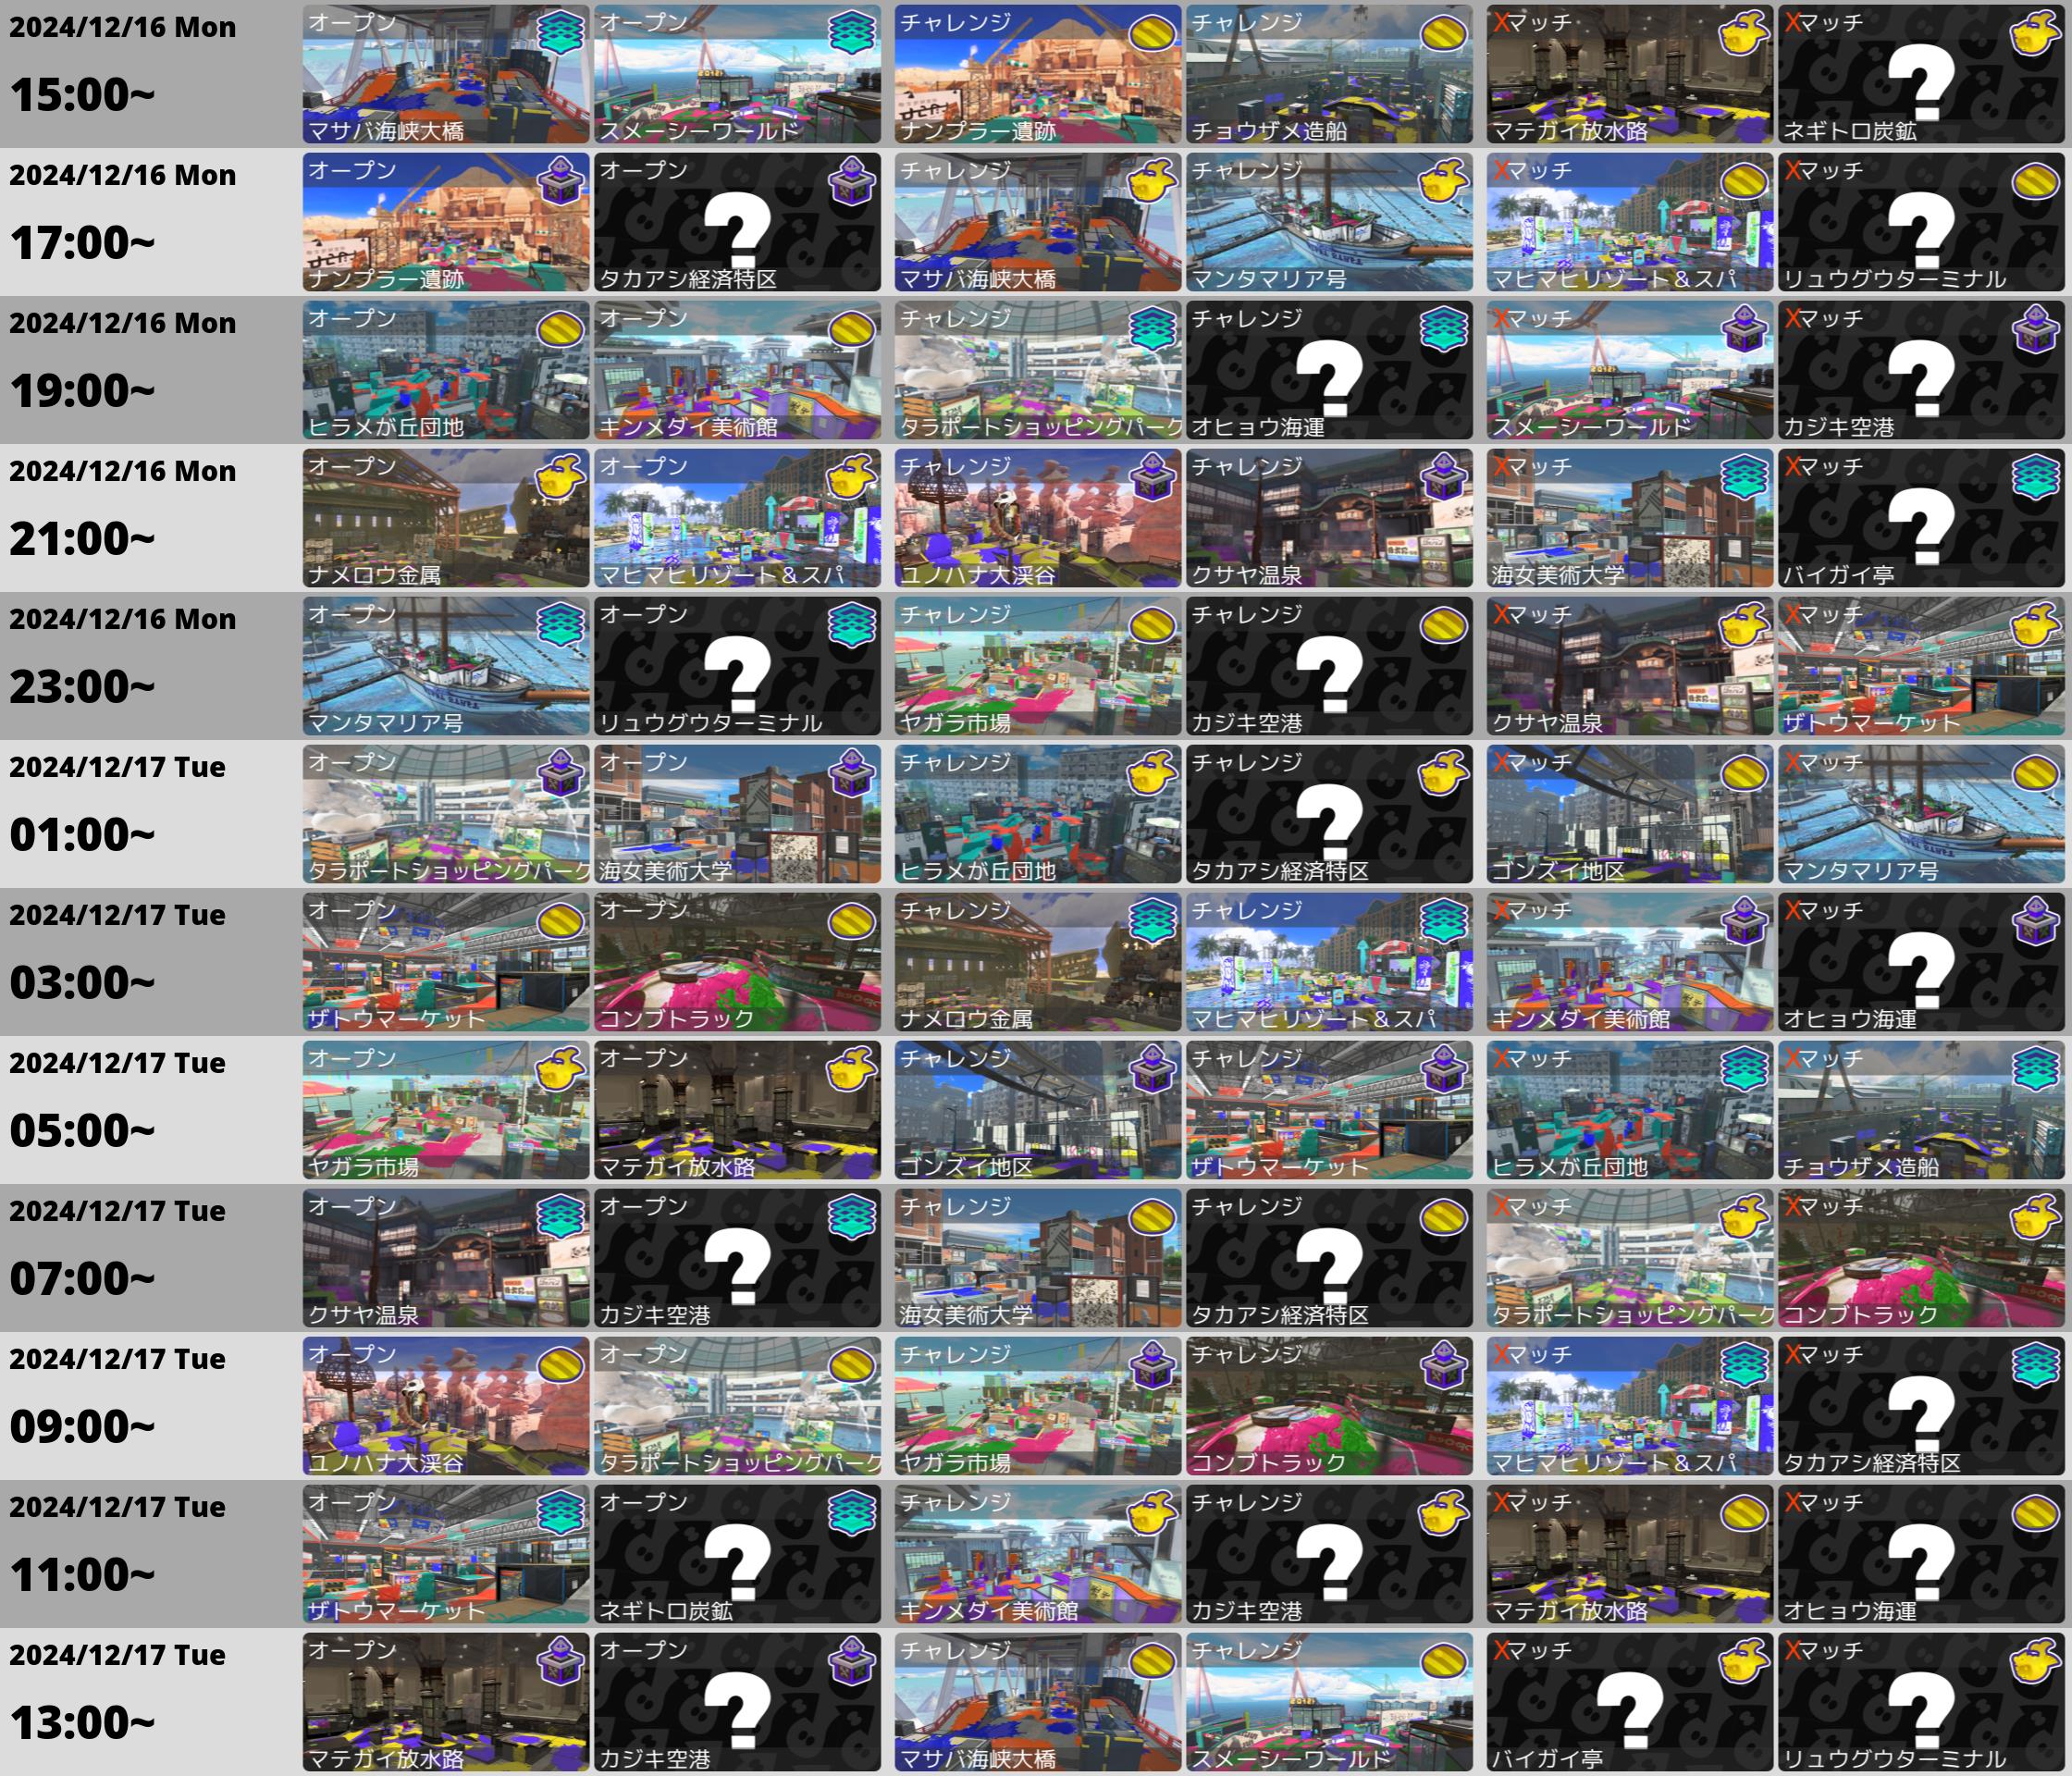 2024/12/16 Mon
15:00~
オープン
マサバ海峡大橋
オープン
スメーシーワールド
チャレンジ
ナンプラー遺跡
チャレンジ
チョウザメ造船
Xマッチ
マテガイ放水路
Xマッチ
?
ネギトロ炭鉱
2024/12/16 Mon
17:00~
オープン
ナンプラー遺跡
オープン
?
タカアシ経済特区
チャレンジ
マサバ海峡大橋
チャレンジ
マンタマリア号
Xマッチ
マヒマヒリゾート&スパ
Xマッチ
?
リュウグウターミナル
2024/12/16 Mon
19:00~
オープン
ヒラメが丘団地
オープン
キンメダイ美術館
チャレンジ
タラポートショッピングパーク
チャレンジ
?
オヒョウ海運
Xマッチ
スメーシーワールド
Xマッチ
?
カジキ空港
2024/12/16 Mon
21:00~
オープン
ナメロウ金属
オープン
マヒマヒリゾート&スパ
チャレンジ
ユノハナ大渓谷
チャレンジ
クサヤ温泉
Xマッチ
海女美術大学
Xマッチ
?
バイガイ亭
2024/12/16 Mon
23:00~
オープン
マンタマリア号
オープン
?
リュウグウターミナル
チャレンジ
ヤガラ市場
チャレンジ
?
カジキ空港
Xマッチ
クサヤ温泉
Xマッチ
ザトウマーケット
2024/12/17 Tue
01:00~
オープン
タラポートショッピングパーク
オープン
海女美術大学
チャレンジ
ヒラメが丘団地
チャレンジ
?
タカアシ経済特区
Xマッチ
ゴンズイ地区
Xマッチ
マンタマリア号
2024/12/17 Tue
03:00~
オープン
ザトウマーケット
オープン
コンブトラック
チャレンジ
ナメロウ金属
チャレンジ
マヒマヒリゾート&スパ
Xマッチ
キンメダイ美術館
Xマッチ
?
オヒョウ海運
2024/12/17 Tue
05:00~
オープン
ヤガラ市場
オープン
マテガイ放水路
チャレンジ
ゴンズイ地区
チャレンジ
ザトウマーケット
Xマッチ
ヒラメが丘団地
Xマッチ
チョウザメ造船
2024/12/17 Tue
07:00~
オープン
クサヤ温泉
オープン
?
カジキ空港
チャレンジ
海女美術大学
チャレンジ
?
タカアシ経済特区
Xマッチ
タラポートショッピングパーク
Xマッチ
コンブトラック
2024/12/17 Tue
09:00~
オープン
ユノハナ大渓谷
オープン
タラポートショッピングパーク
チャレンジ
ヤガラ市場
チャレンジ
コンブトラック
Xマッチ
マヒマヒリゾート&スパ
Xマッチ
?
タカアシ経済特区
2024/12/17 Tue
11:00~
オープン
ザトウマーケット
オープン
?
ネギトロ炭鉱
チャレンジ
キンメダイ美術館
チャレンジ
?
カジキ空港
Xマッチ
マテガイ放水路
Xマッチ
?
オヒョウ海運
2024/12/17 Tue
13:00~
オープン
マテガイ放水路
オープン
?
カジキ空港
チャレンジ
マサバ海峡大橋
チャレンジ
スメーシーワールド
Xマッチ
?
バイガイ亭
Xマッチ
?
リュウグウターミナル